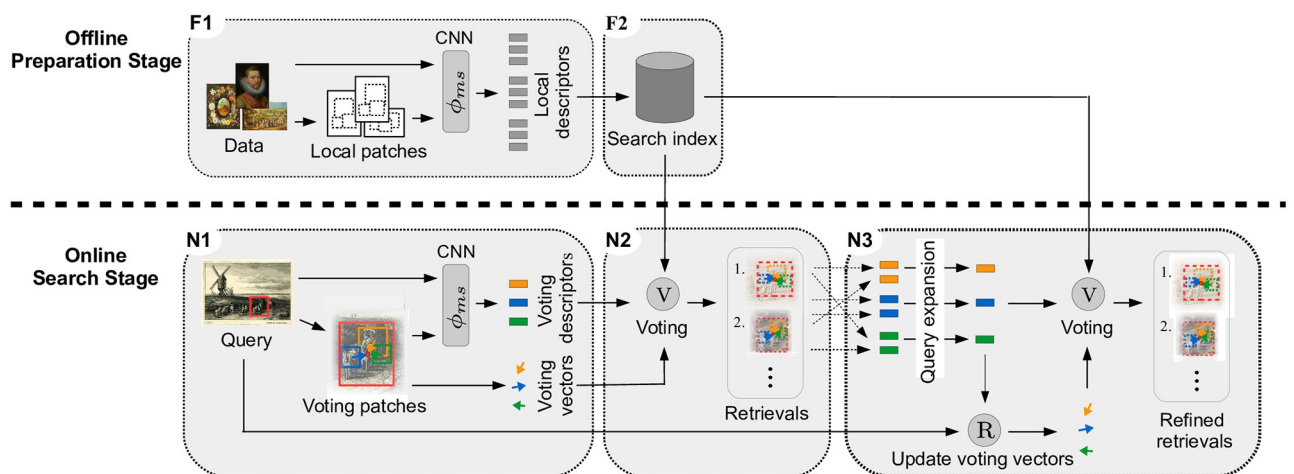 Offline
Preparation Stage
F1
CNN
ϕms
Data
Local patches
Local
descriptors
F2
Search index
Online
Search Stage
N1
CNN
ϕms
Query
Voting patches
Voting
descriptors
Voting
vectors
N2
V
Voting
1.
2.
Retrievals
N3
Query expansion
R
Update voting vectors
V
Voting
1.
2.
Refined
retrievals